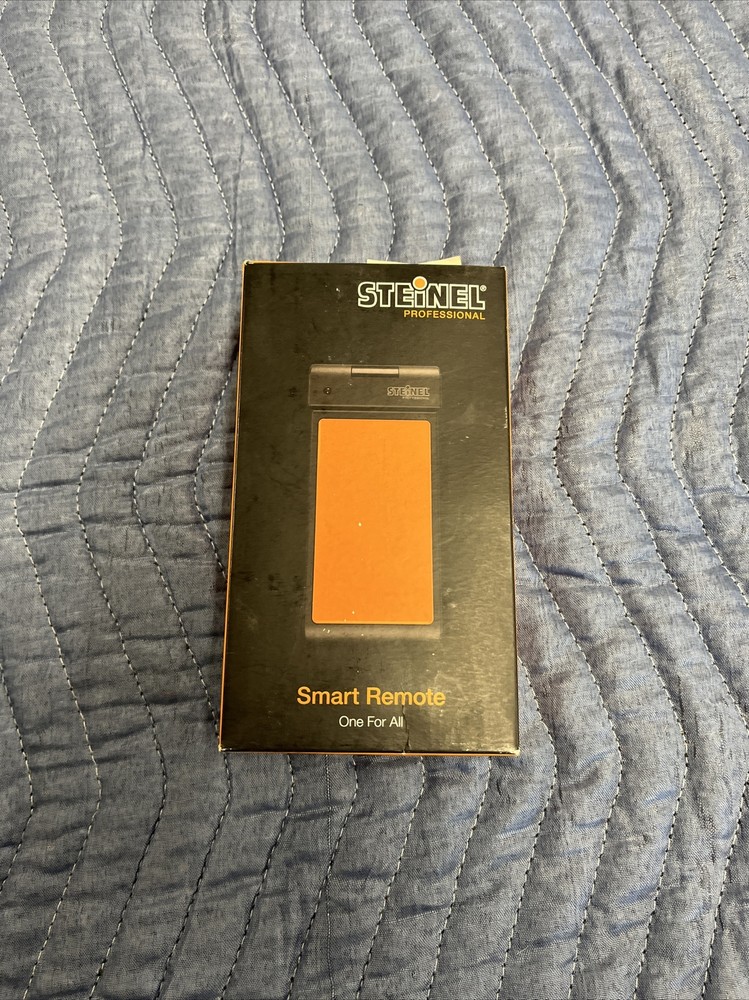 STEINEL®
PROFESSIONAL
STEINEL
Smart Remote
One For All